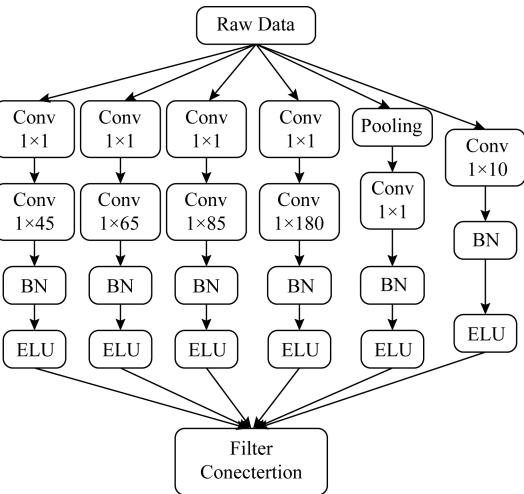 Raw Data
Conv
1×1
Conv
1×1
Conv
1×1
Conv
1×1
Pooling
Conv
1×10
Conv
1×45
Conv
1×65
Conv
1×85
Conv
1×180
Conv
1×1
BN
BN
BN
BN
BN
BN
ELU
ELU
ELU
ELU
ELU
ELU
Filter
Conectertion